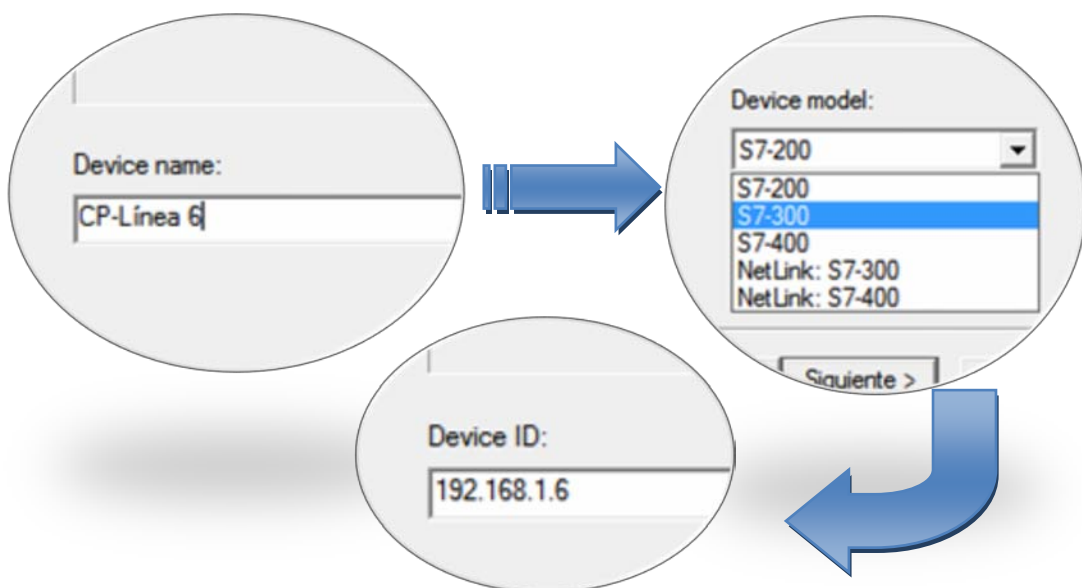 Device name:
CP-Línea 6
Device model:
S7-200
S7-200
S7-300
S7-400
NetLink: S7-300
NetLink: S7-400
Siguiente >
Device ID:
192.168.1.6